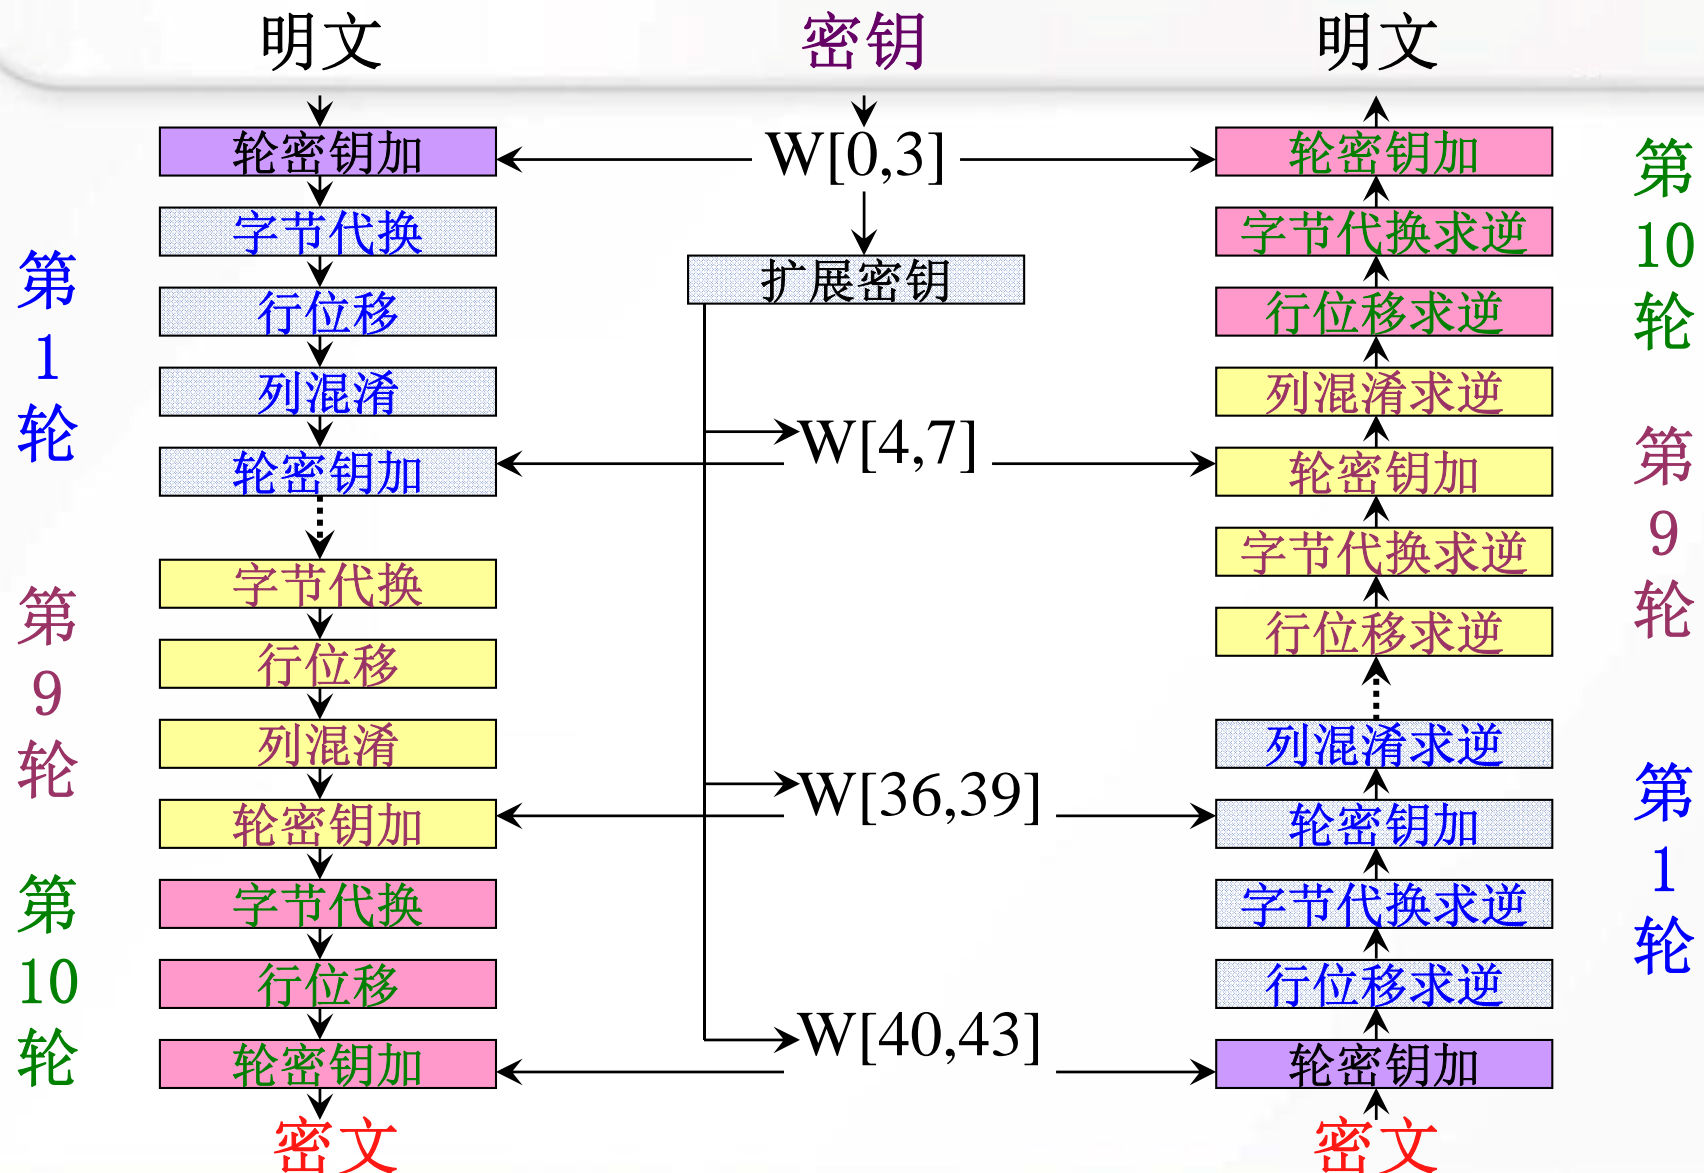 明文
密钥
明文
轮密钥加
字节代换
行位移
列混淆
轮密钥加
字节代换
行位移
列混淆
轮密钥加
字节代换
行位移
轮密钥加
密文
第
1
轮
第
9
轮
第
10
轮
W[0,3]
扩展密钥
W[4,7]
W[36,39]
W[40,43]
轮密钥加
字节代换求逆
行位移求逆
列混淆求逆
轮密钥加
字节代换求逆
行位移求逆
列混淆求逆
轮密钥加
字节代换求逆
行位移求逆
轮密钥加
密文
第
10
轮
第
9
轮
第
1
轮